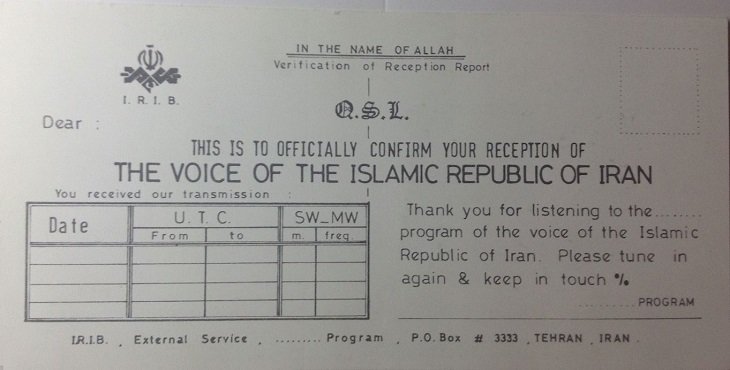 IN THE NAME OF ALLAH
Verification of Reception Report
I. R. I. B.
Q.S.L.
Dear :
THIS IS TO OFFICIALLY CONFIRM YOUR RECEPTION OF
THE VOICE OF THE ISLAMIC REPUBLIC OF IRAN
You received our transmission :
Date
U. T. C.
SW_MW
From to m. freq.
Thank you for listening to the........
program of the voice of the Islamic
Republic of Iran. Please tune in
again & keep in touch %
.......... PROGRAM
I.R.I.B. , External Service , ......... Program , P.O. Box # 3333 , TEHRAN , IRAN .